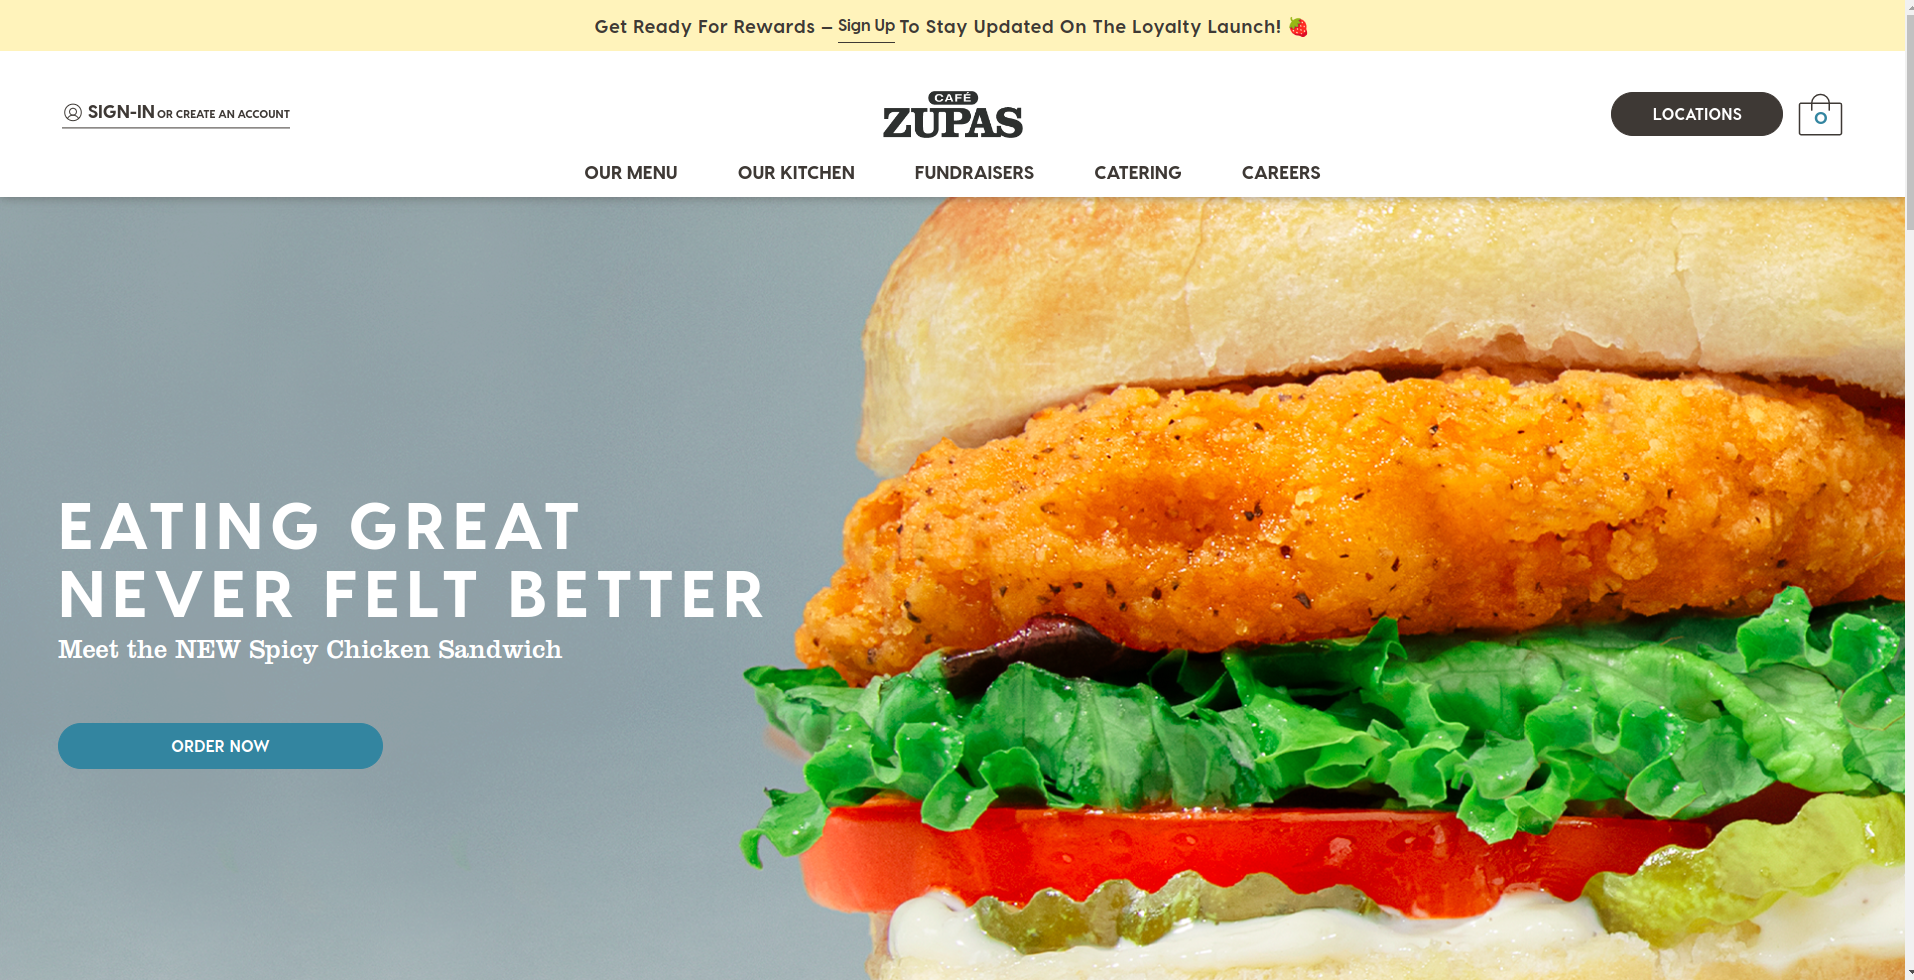 Get Ready For Rewards – Sign Up To Stay Updated On The Loyalty Launch! 🍓
SIGN-IN OR CREATE AN ACCOUNT
CAFÉ
ZUPAS
LOCATIONS
0
OUR MENU
OUR KITCHEN
FUNDRAISERS
CATERING
CAREERS
EATING GREAT
NEVER FELT BETTER
Meet the NEW Spicy Chicken Sandwich
ORDER NOW